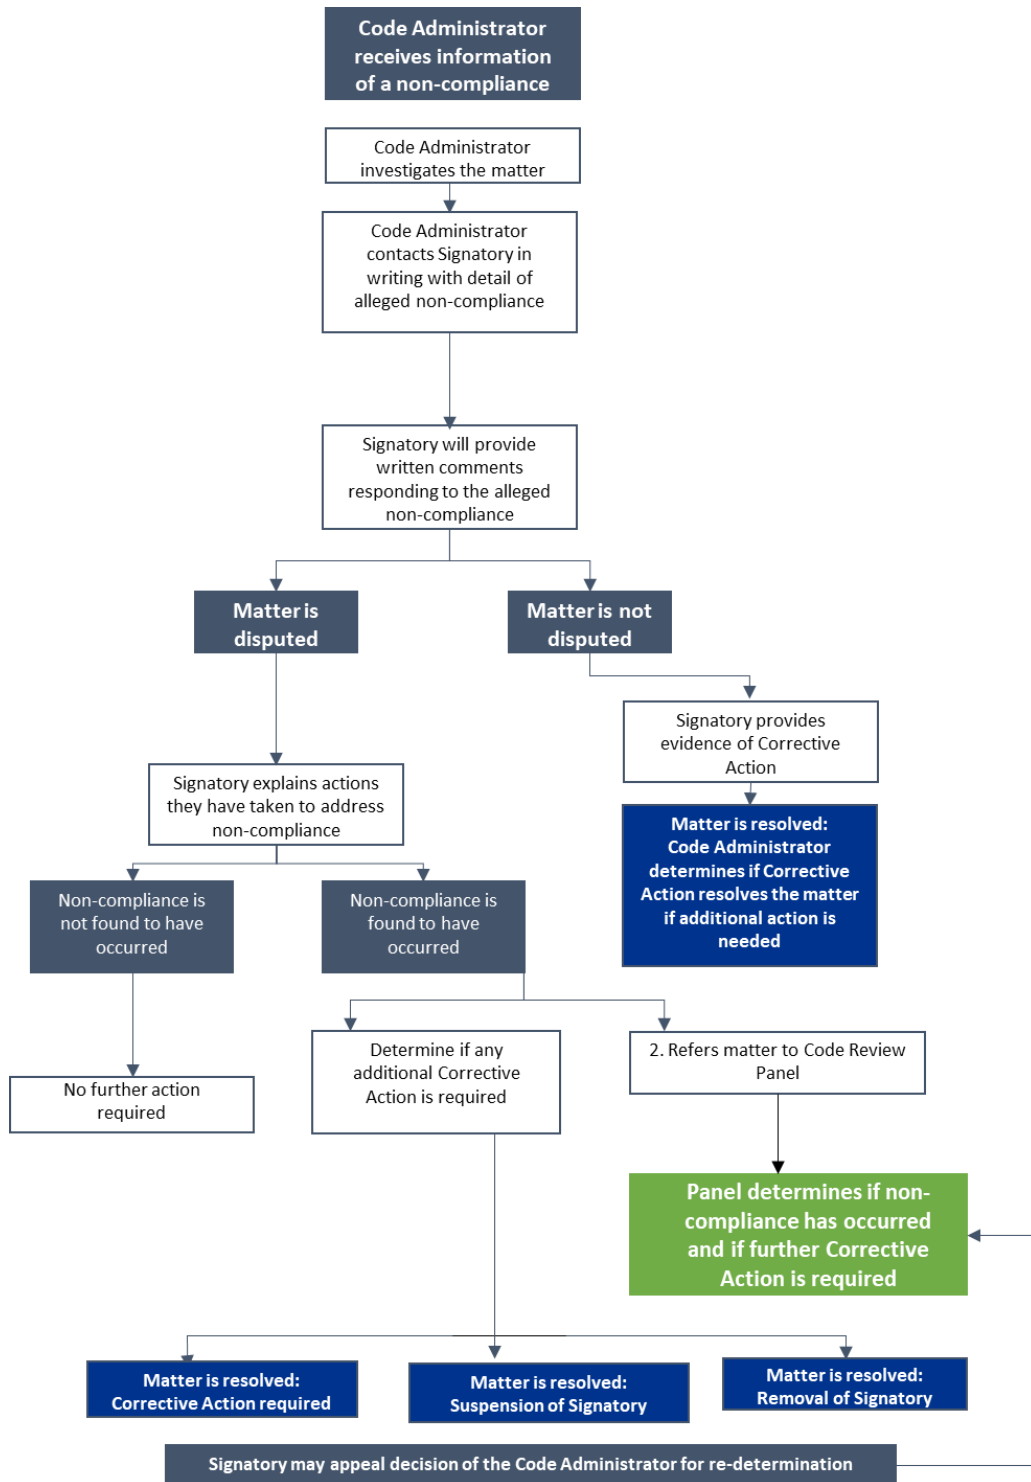 Code Administrator
receives information
of a non-compliance
Code Administrator
investigates the matter
Code Administrator
contacts Signatory in
writing with detail of
alleged non-compliance
Signatory will provide
written comments
responding to the alleged
non-compliance
Matter is
disputed
Matter is not
disputed
Signatory provides
evidence of Corrective
Action
Signatory explains actions
they have taken to address
non-compliance
Matter is resolved:
Code Administrator
determines if Corrective
Action resolves the matter
if additional action is
needed
Non-compliance is
not found to have
occurred
Non-compliance is
found to have
occurred
Determine if any
additional Corrective
Action is required
2. Refers matter to Code Review
Panel
No further action
required
Panel determines if non-
compliance has occurred
and if further Corrective
Action is required
Matter is resolved:
Corrective Action required
Matter is resolved:
Suspension of Signatory
Matter is resolved:
Removal of Signatory
Signatory may appeal decision of the Code Administrator for re-determination